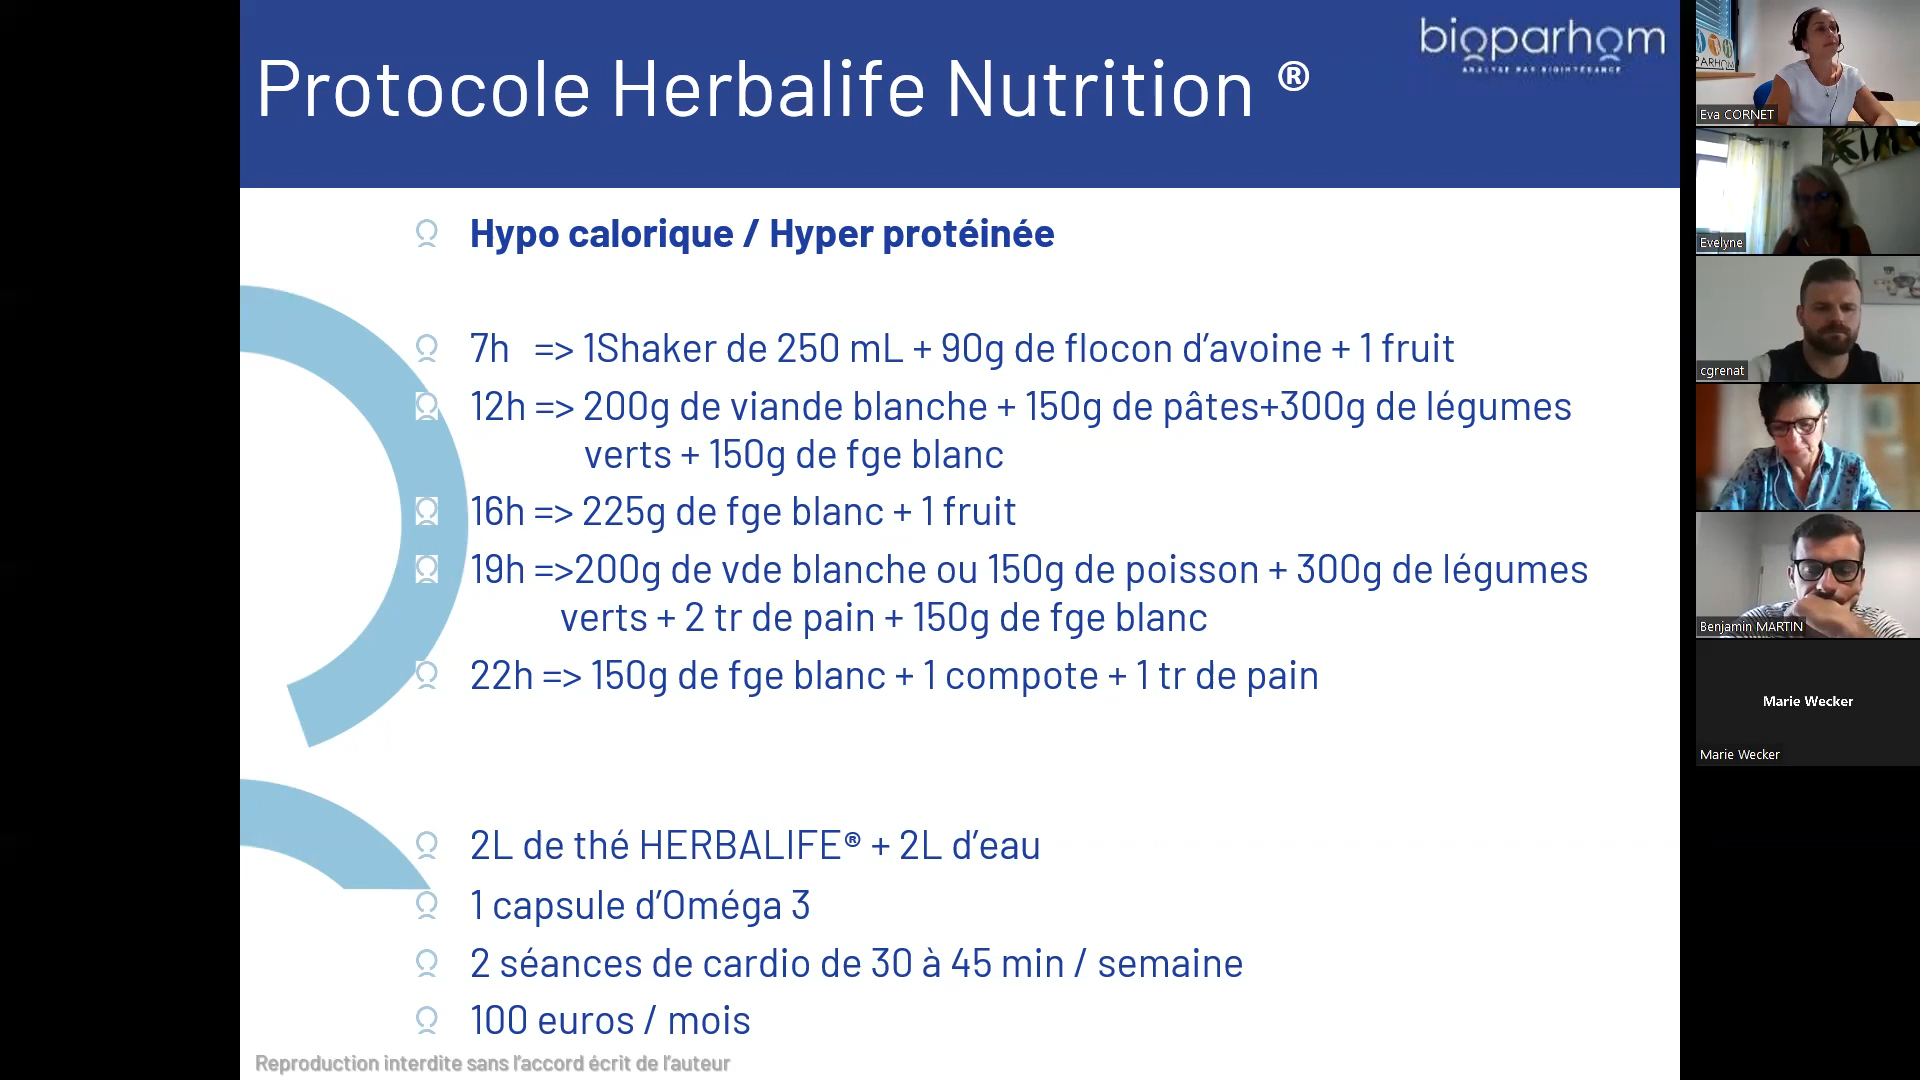 Protocole Herbalife Nutrition ®
bioparhom
ANALYSE PAR BIOIMPÉDANCE
Hypo calorique / Hyper protéinée
7h => 1Shaker de 250 mL + 90g de flocon d’avoine + 1 fruit
12h => 200g de viande blanche + 150g de pâtes+300g de légumes
verts + 150g de fge blanc
16h => 225g de fge blanc + 1 fruit
19h =>200g de vde blanche ou 150g de poisson + 300g de légumes
verts + 2 tr de pain + 150g de fge blanc
22h => 150g de fge blanc + 1 compote + 1 tr de pain
2L de thé HERBALIFE® + 2L d’eau
1 capsule d’Oméga 3
2 séances de cardio de 30 à 45 min / semaine
100 euros / mois
Reproduction interdite sans l’accord écrit de l’auteur
PARHOM
Eva CORNET
Evelyne
cgrenat
Benjamin MARTIN
Marie Wecker
Marie Wecker